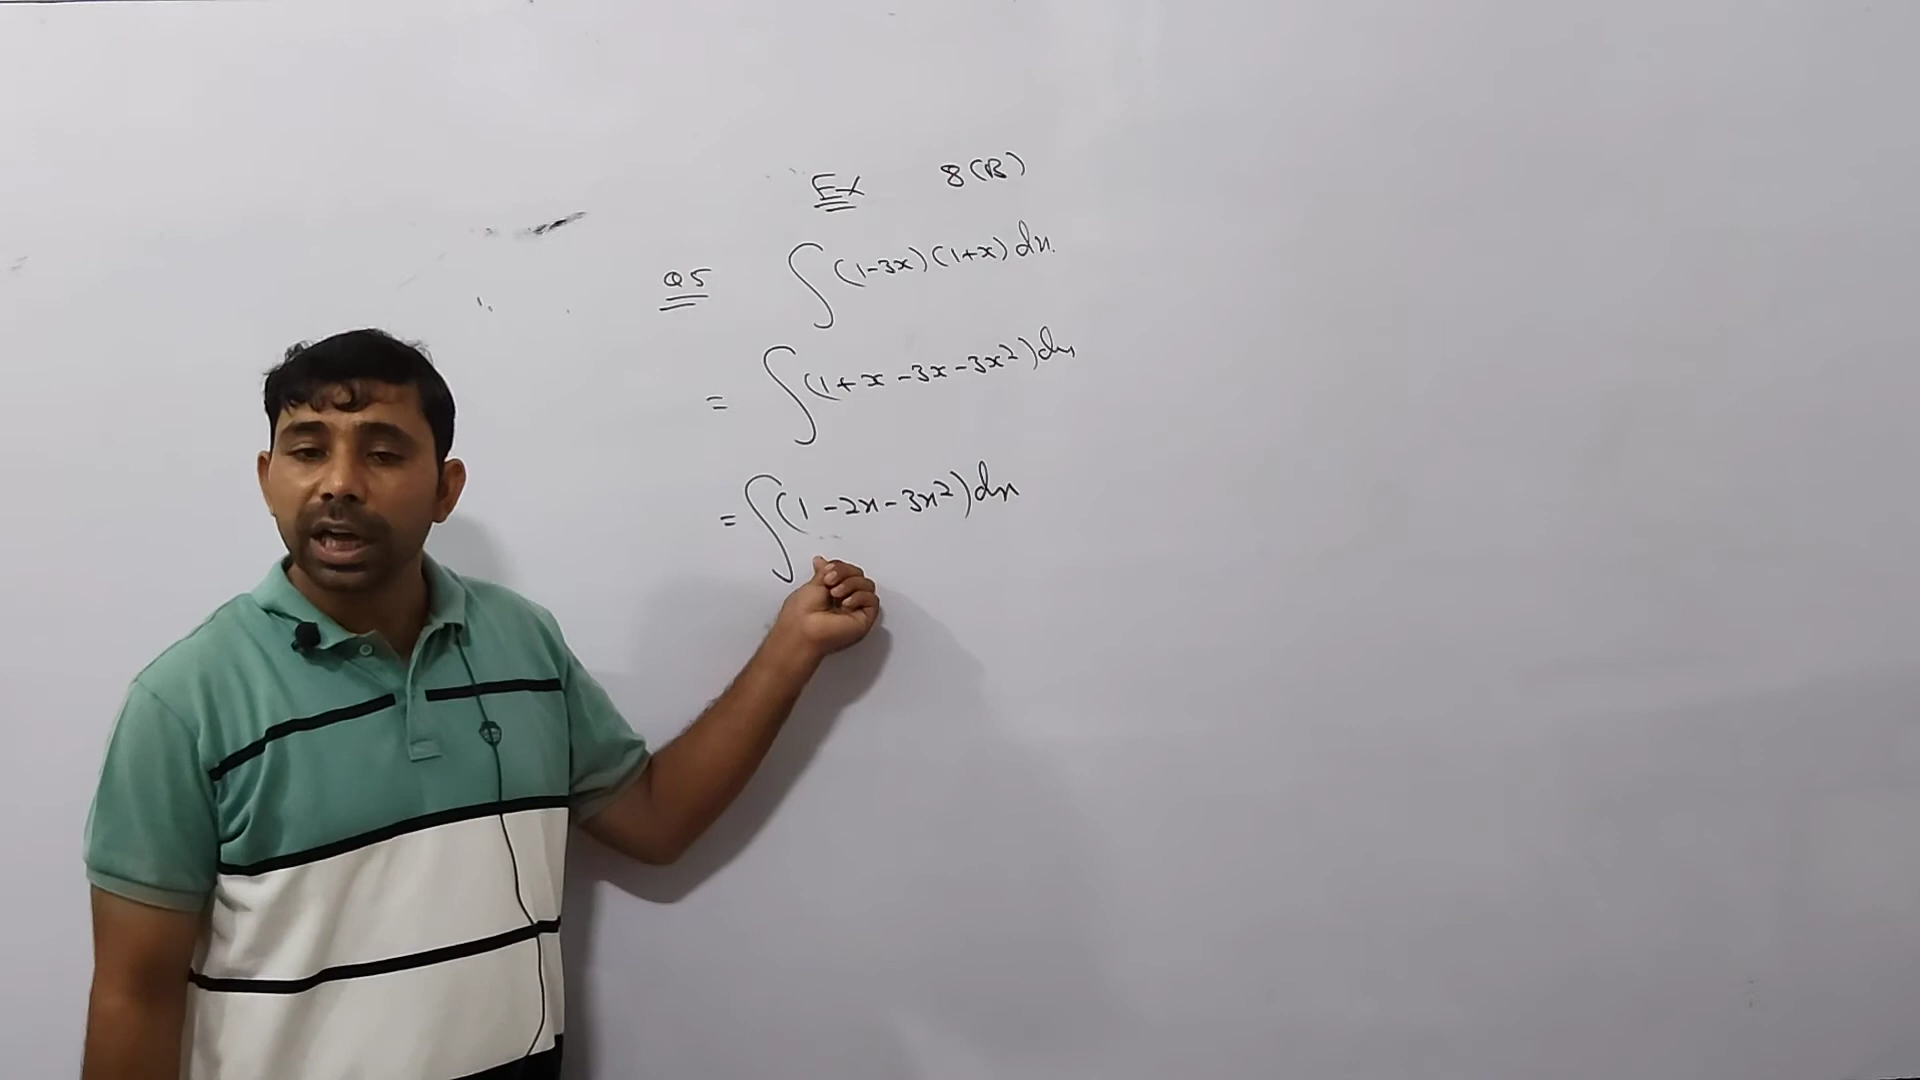 Ex 8(B)
Q5 ∫(1-3x)(1+x)dx.
= ∫(1+x-3x-3x²)dx
= ∫(1-2x-3x²)dx